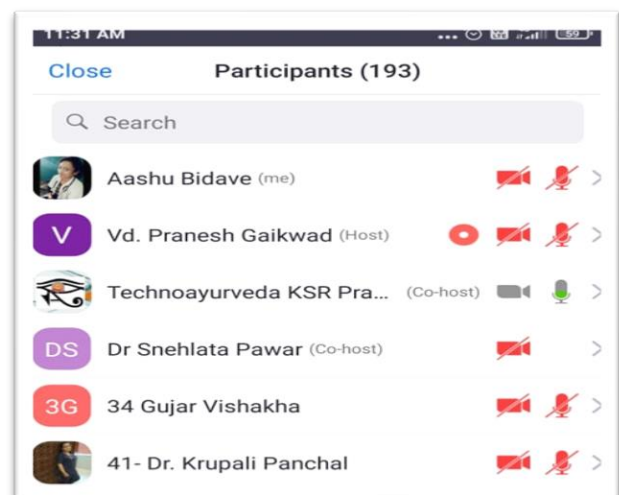 11:31 AM ... 59
Close Participants (193)
Search
Aashu Bidave (me)
V Vd. Pranesh Gaikwad (Host)
Technoayurveda KSR Pra... (Co-host)
DS Dr Snehlata Pawar (Co-host)
3G 34 Gujar Vishakha
41- Dr. Krupali Panchal